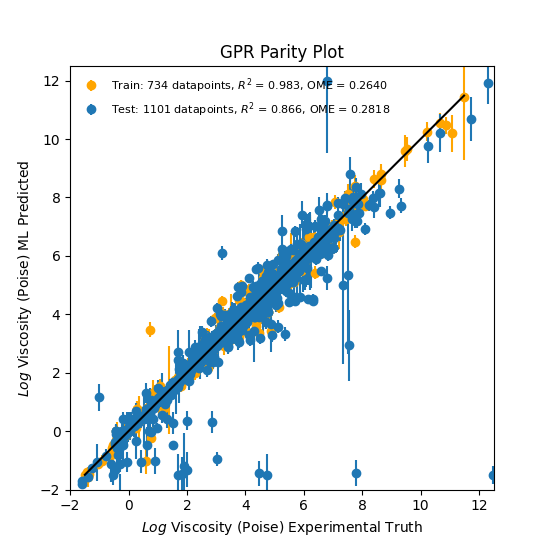 GPR Parity Plot
Train: 734 datapoints, R² = 0.983, OME = 0.2640
Test: 1101 datapoints, R² = 0.866, OME = 0.2818
Log Viscosity (Poise) ML Predicted
12
10
8
6
4
2
0
−2
−2 0 2 4 6 8 10 12
Log Viscosity (Poise) Experimental Truth